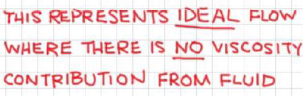 THIS REPRESENTS IDEAL FLOW
WHERE THERE IS NO VISCOSITY
CONTRIBUTION FROM FLUID